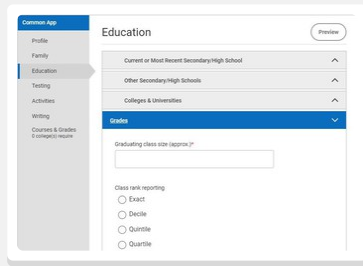 Common App
Profile
Family
Education
Testing
Activities
Writing
Courses & Grades
0 college(s) require
Education
Preview
Current or Most Recent Secondary/High School
Other Secondary/High Schools
Colleges & Universities
Grades
Graduating class size (approx.)*
Class rank reporting
Exact
Decile
Quintile
Quartile